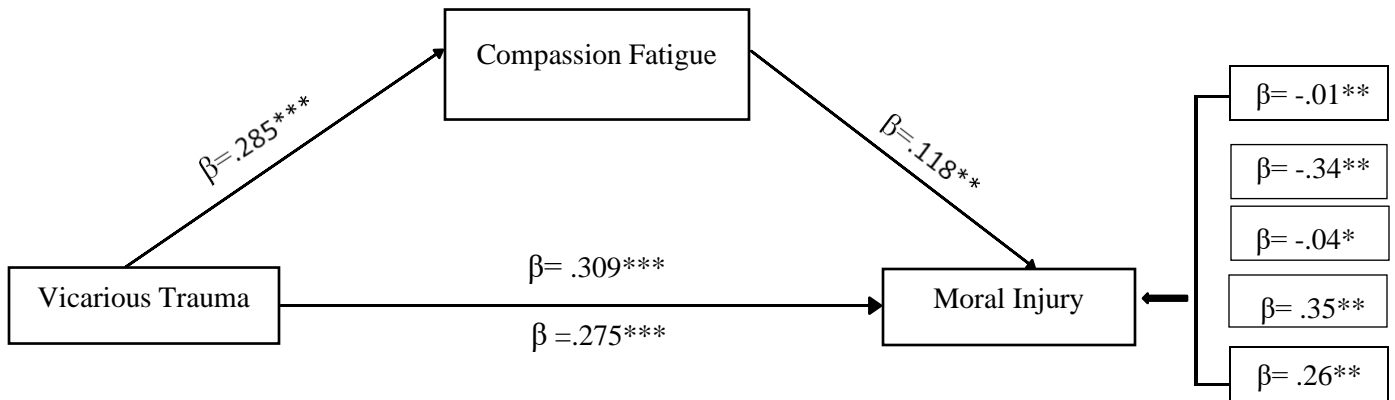 Compassion Fatigue
β= -.01**
β=.285***
β=.118**
β= -.34**
β= -.04*
β= .309***
Vicarious Trauma
Moral Injury
β= .35**
β =.275***
β= .26**